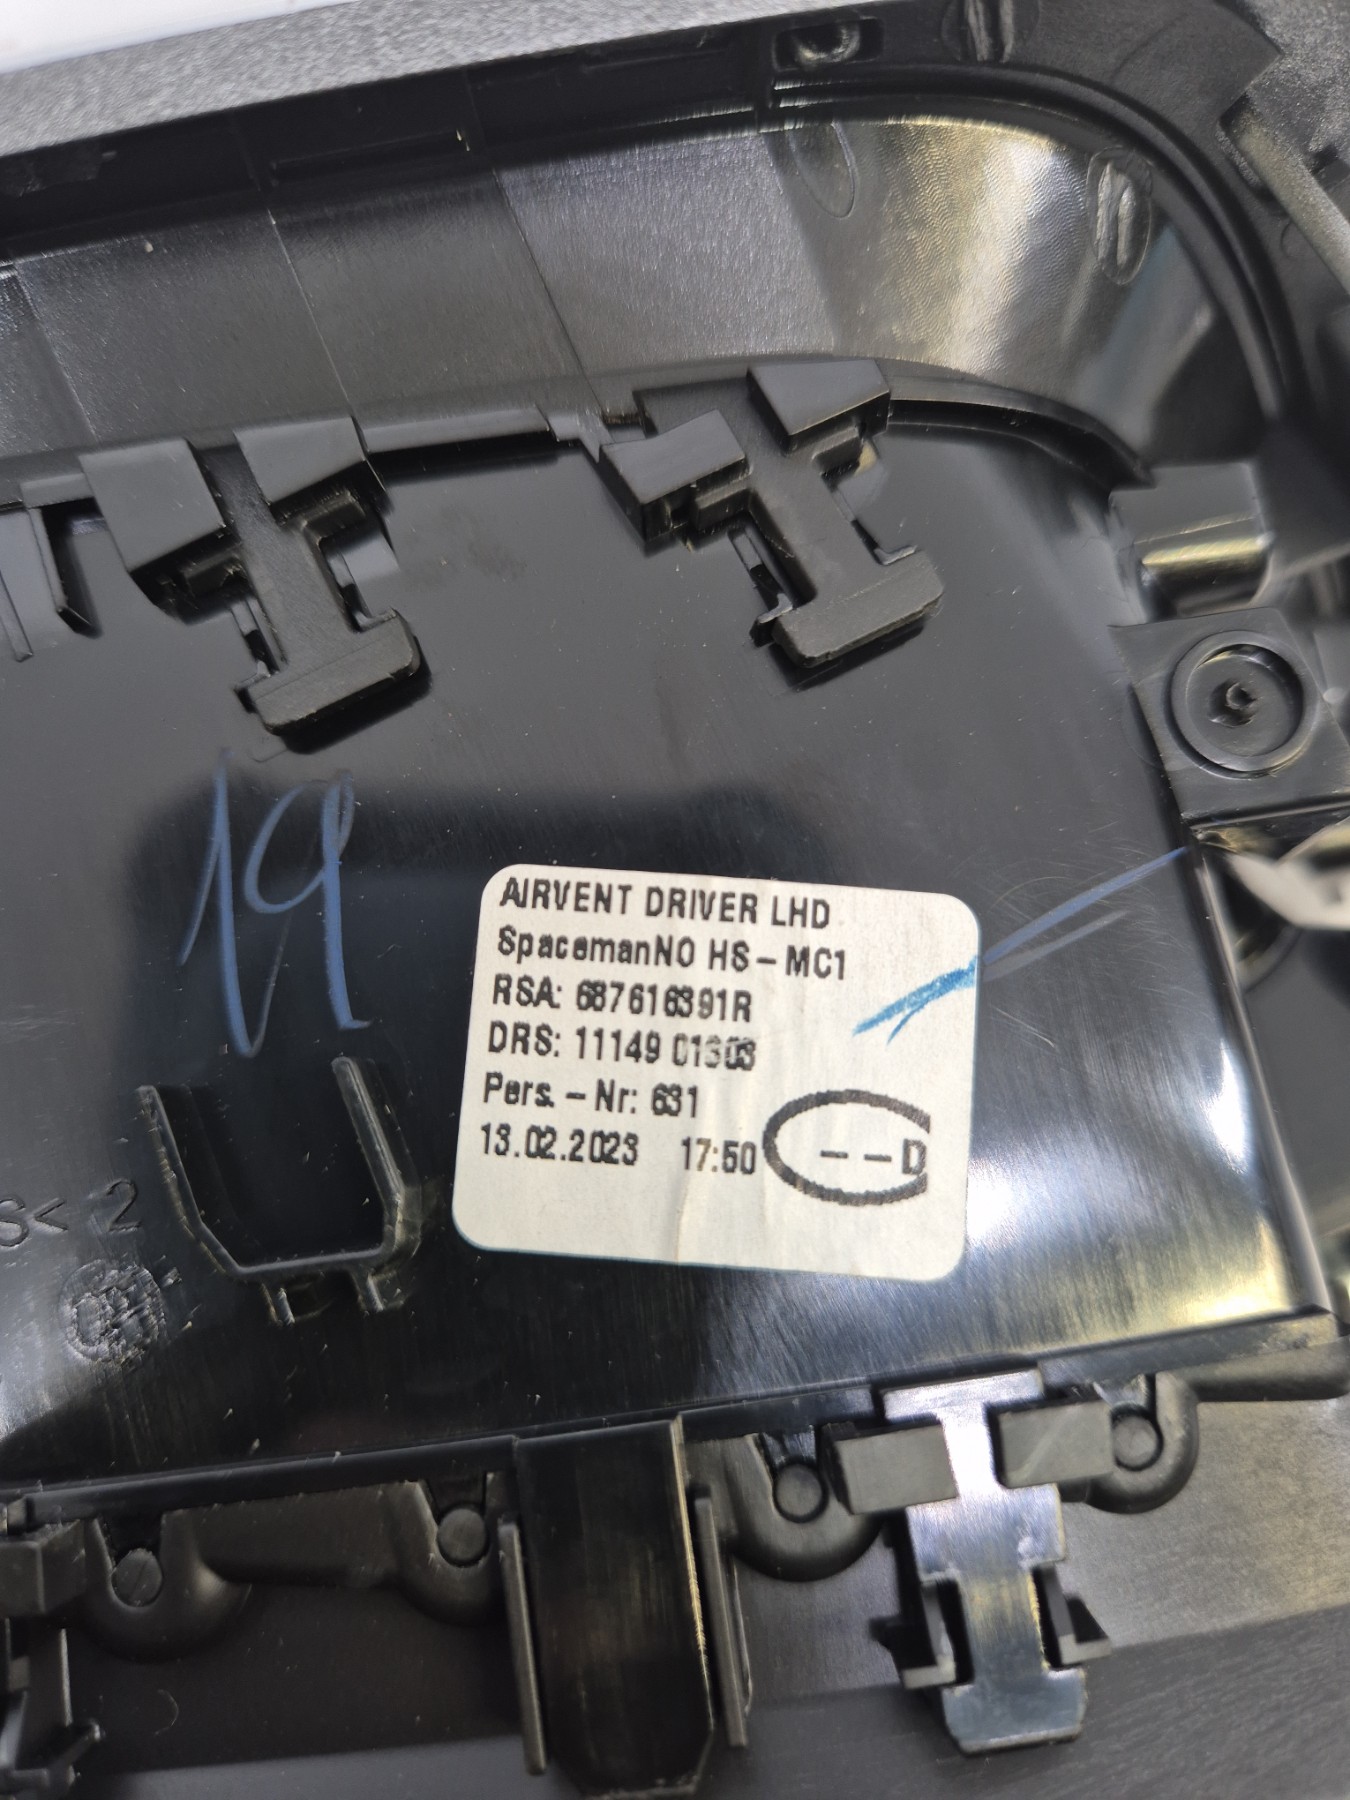 19
AIRVENT DRIVER LHD
SpacemanNO HS-MC1
RSA: 687616391R
DRS: 11149 01303
Pers.-Nr: 631
13.02.2023 17:50
--D
S< 2